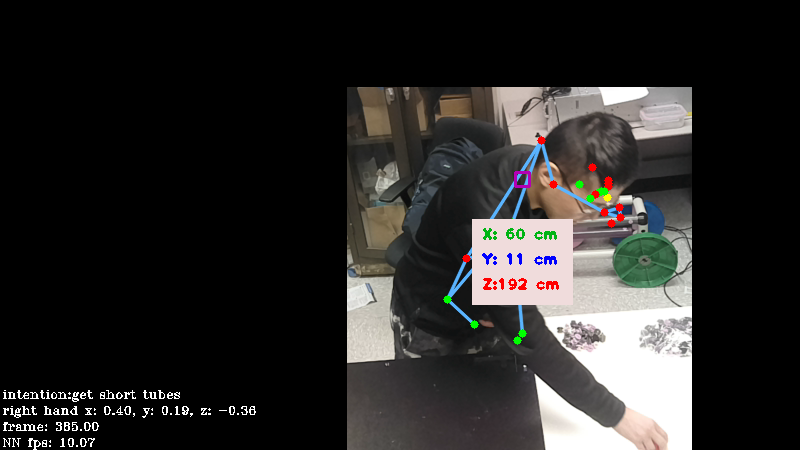 X: 60 cm
Y: 11 cm
Z:192 cm
intention:get short tubes
right hand x: 0.40, y: 0.19, z: -0.36
frame: 385.00
NN fps: 10.07